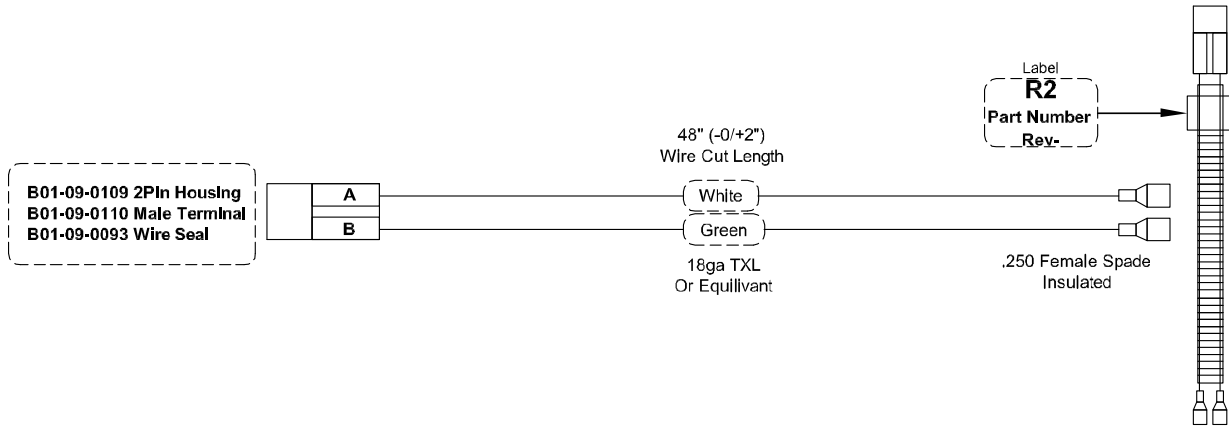 Label
R2
Part Number
Rev-
48" (-0/+2")
Wire Cut Length
B01-09-0109 2Pin Housing
B01-09-0110 Male Terminal
B01-09-0093 Wire Seal
A
White
B
Green
18ga TXL
Or Equilivant
.250 Female Spade
Insulated